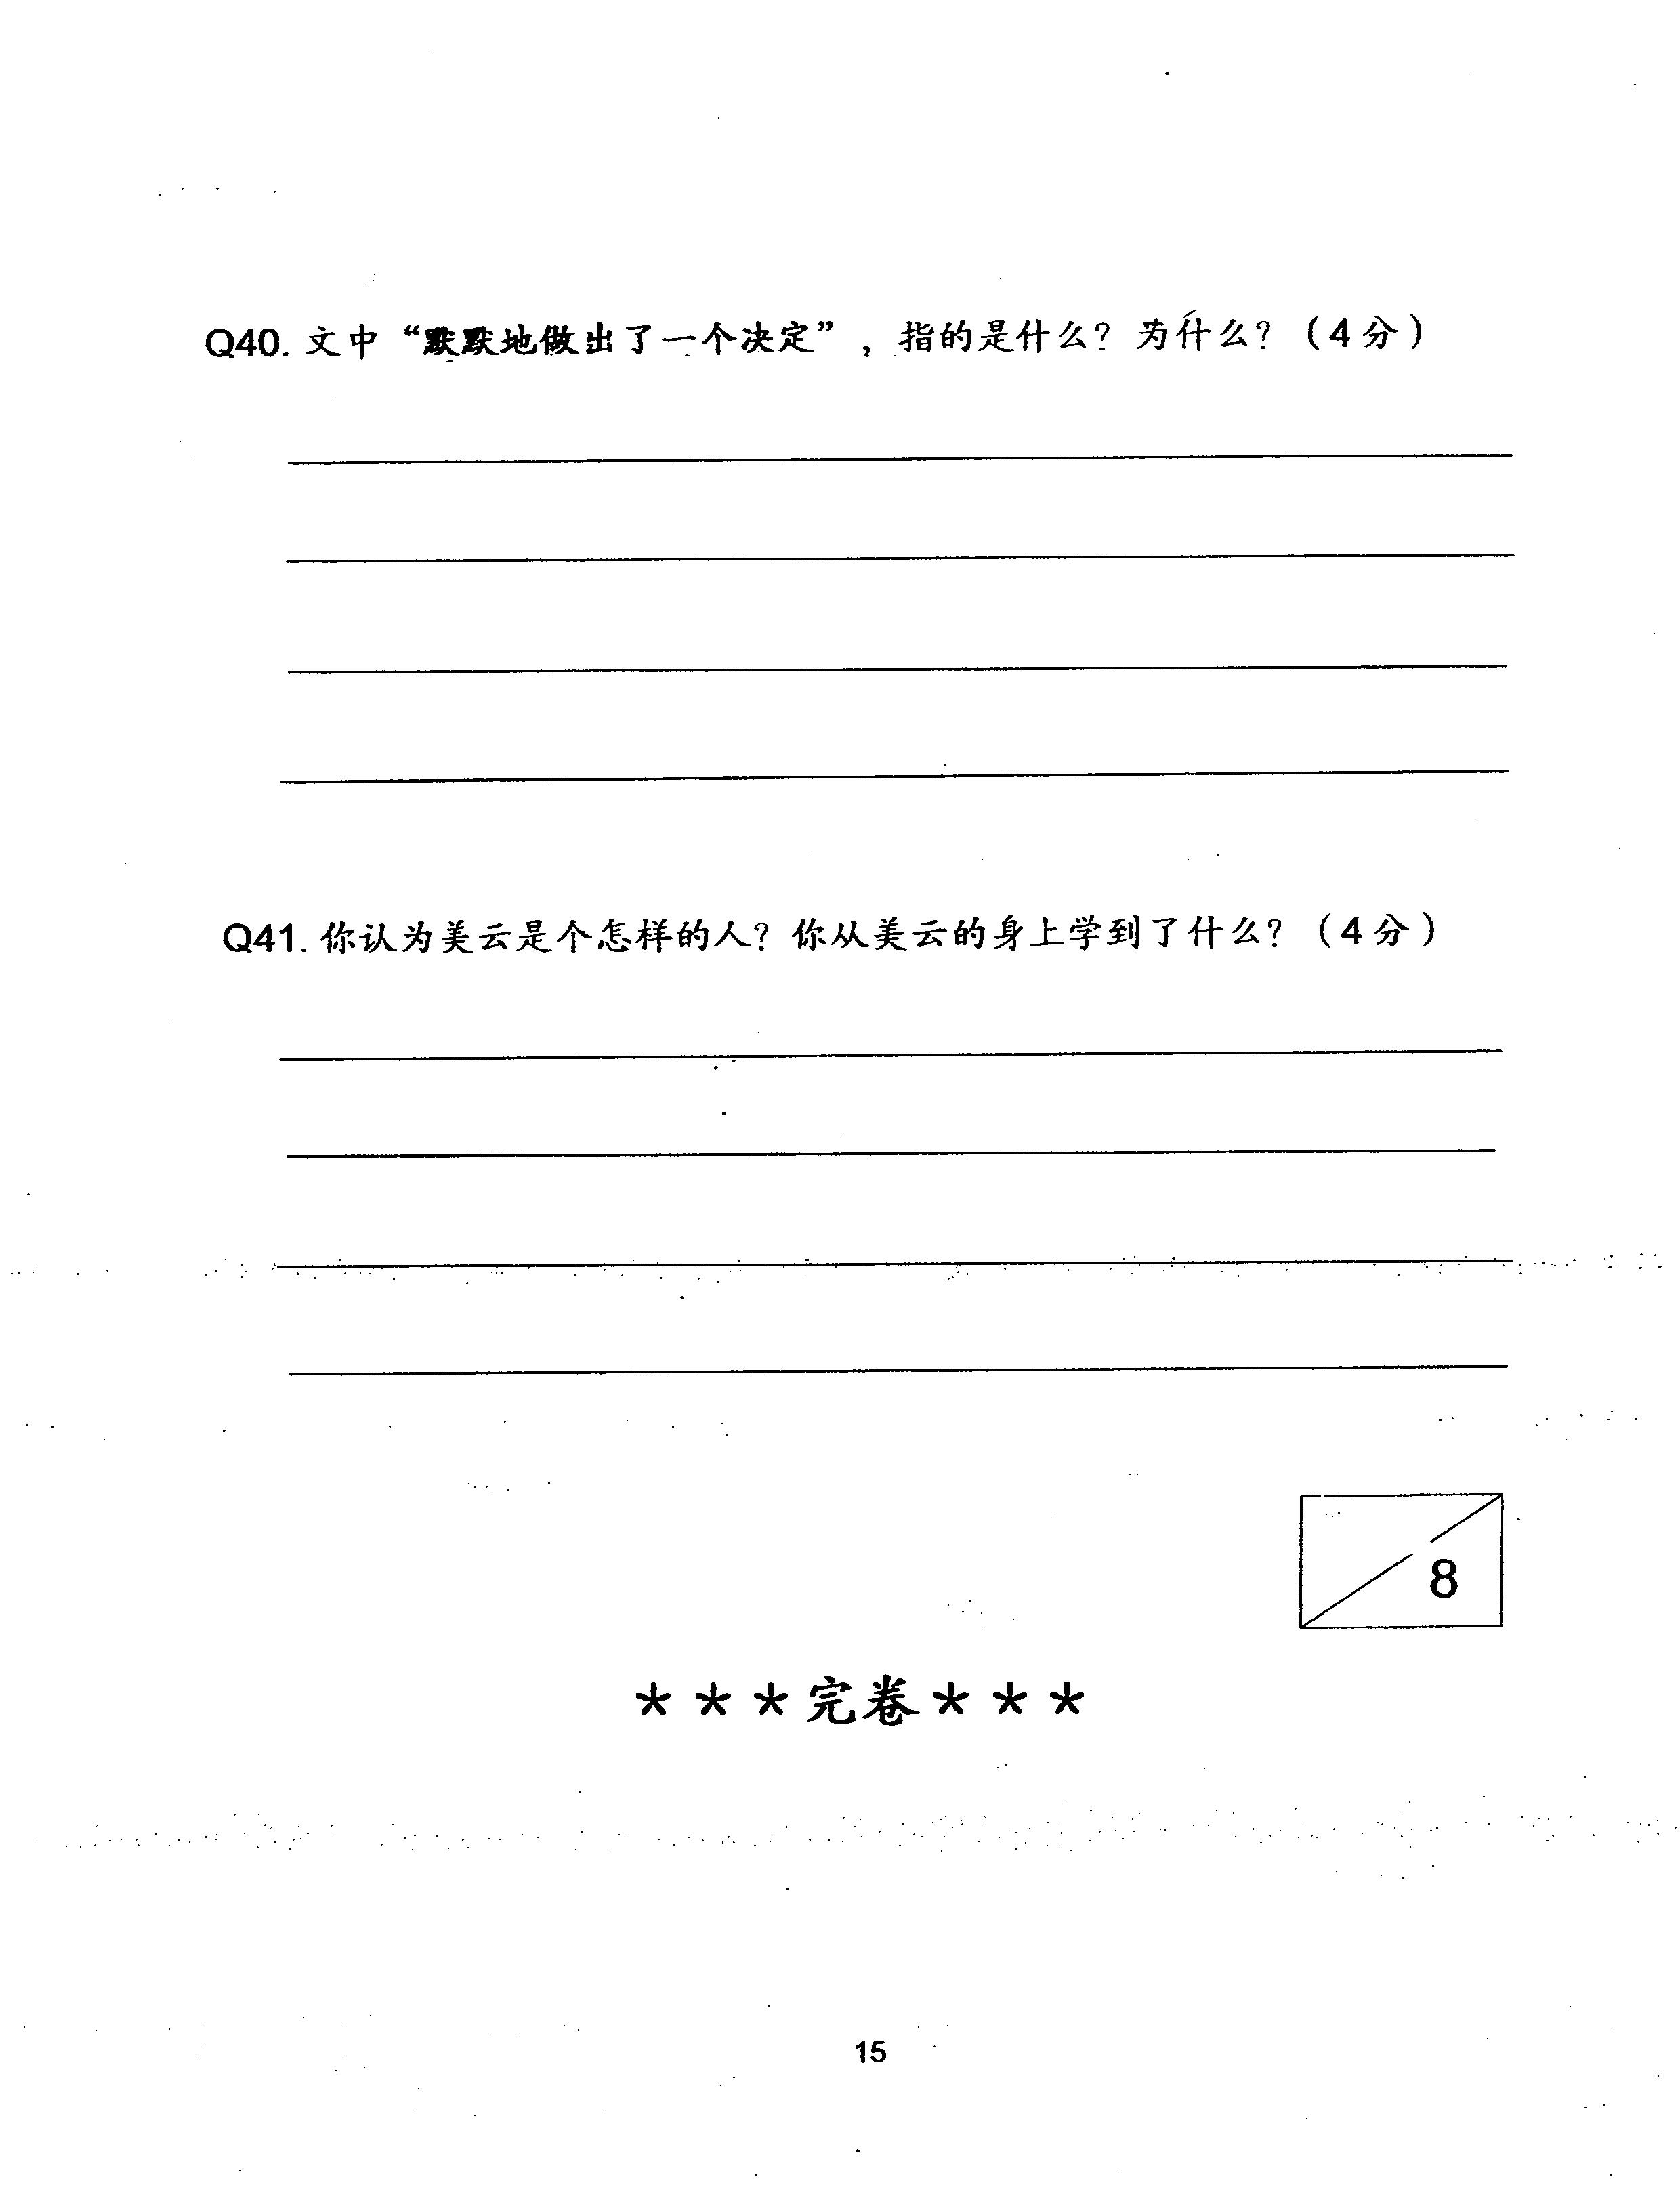 Q40. 文中“默默地做出了一个决定”，指的是什么？为什么？（4分）
Q41. 你认为美云是个怎样的人？你从美云的身上学到了什么？（4分）
8
＊＊＊完卷＊＊＊
15